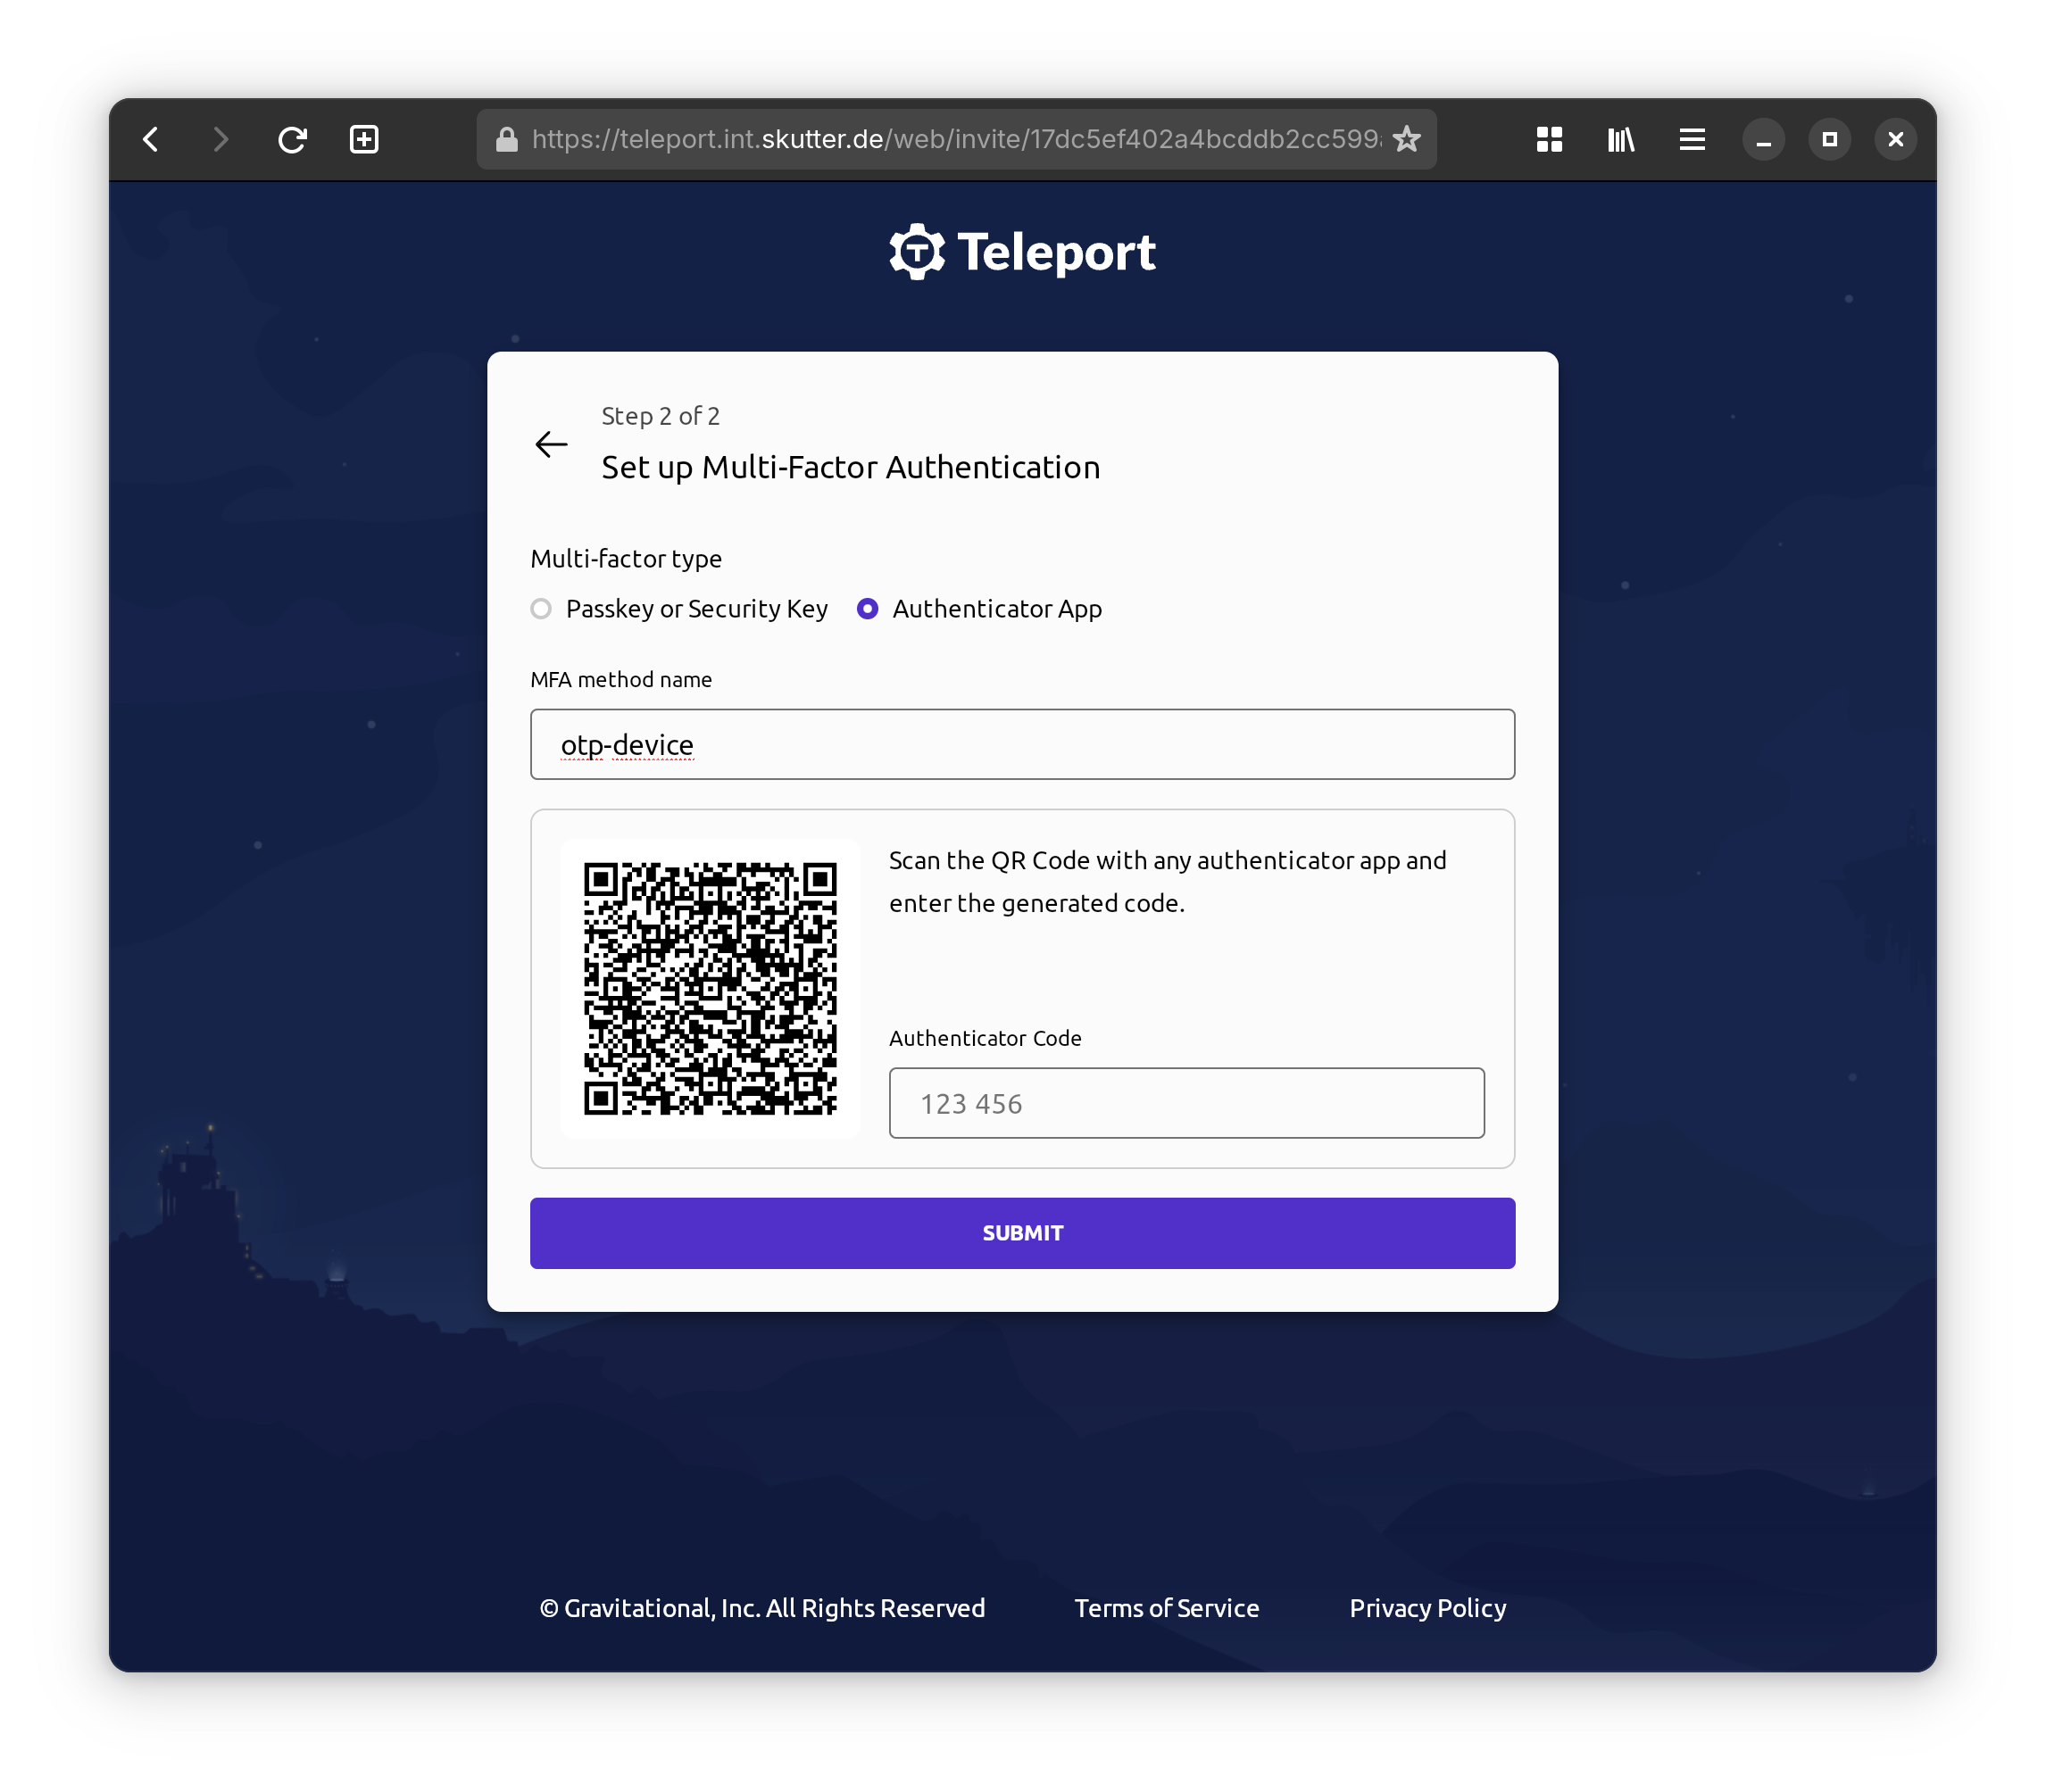 https://teleport.int.skutter.de/web/invite/17dc5ef402a4bcddb2cc599
Teleport
Step 2 of 2
Set up Multi-Factor Authentication
Multi-factor type
Passkey or Security Key Authenticator App
MFA method name
otp-device
Scan the QR Code with any authenticator app and
enter the generated code.
Authenticator Code
123 456
SUBMIT
© Gravitational, Inc. All Rights Reserved Terms of Service Privacy Policy